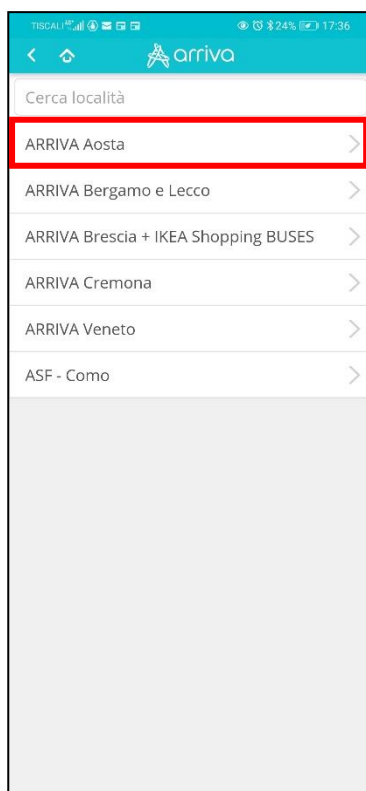 TISCALI 24% 17:36
arriva
Cerca località
ARRIVA Aosta
ARRIVA Bergamo e Lecco
ARRIVA Brescia + IKEA Shopping BUSES
ARRIVA Cremona
ARRIVA Veneto
ASF - Como